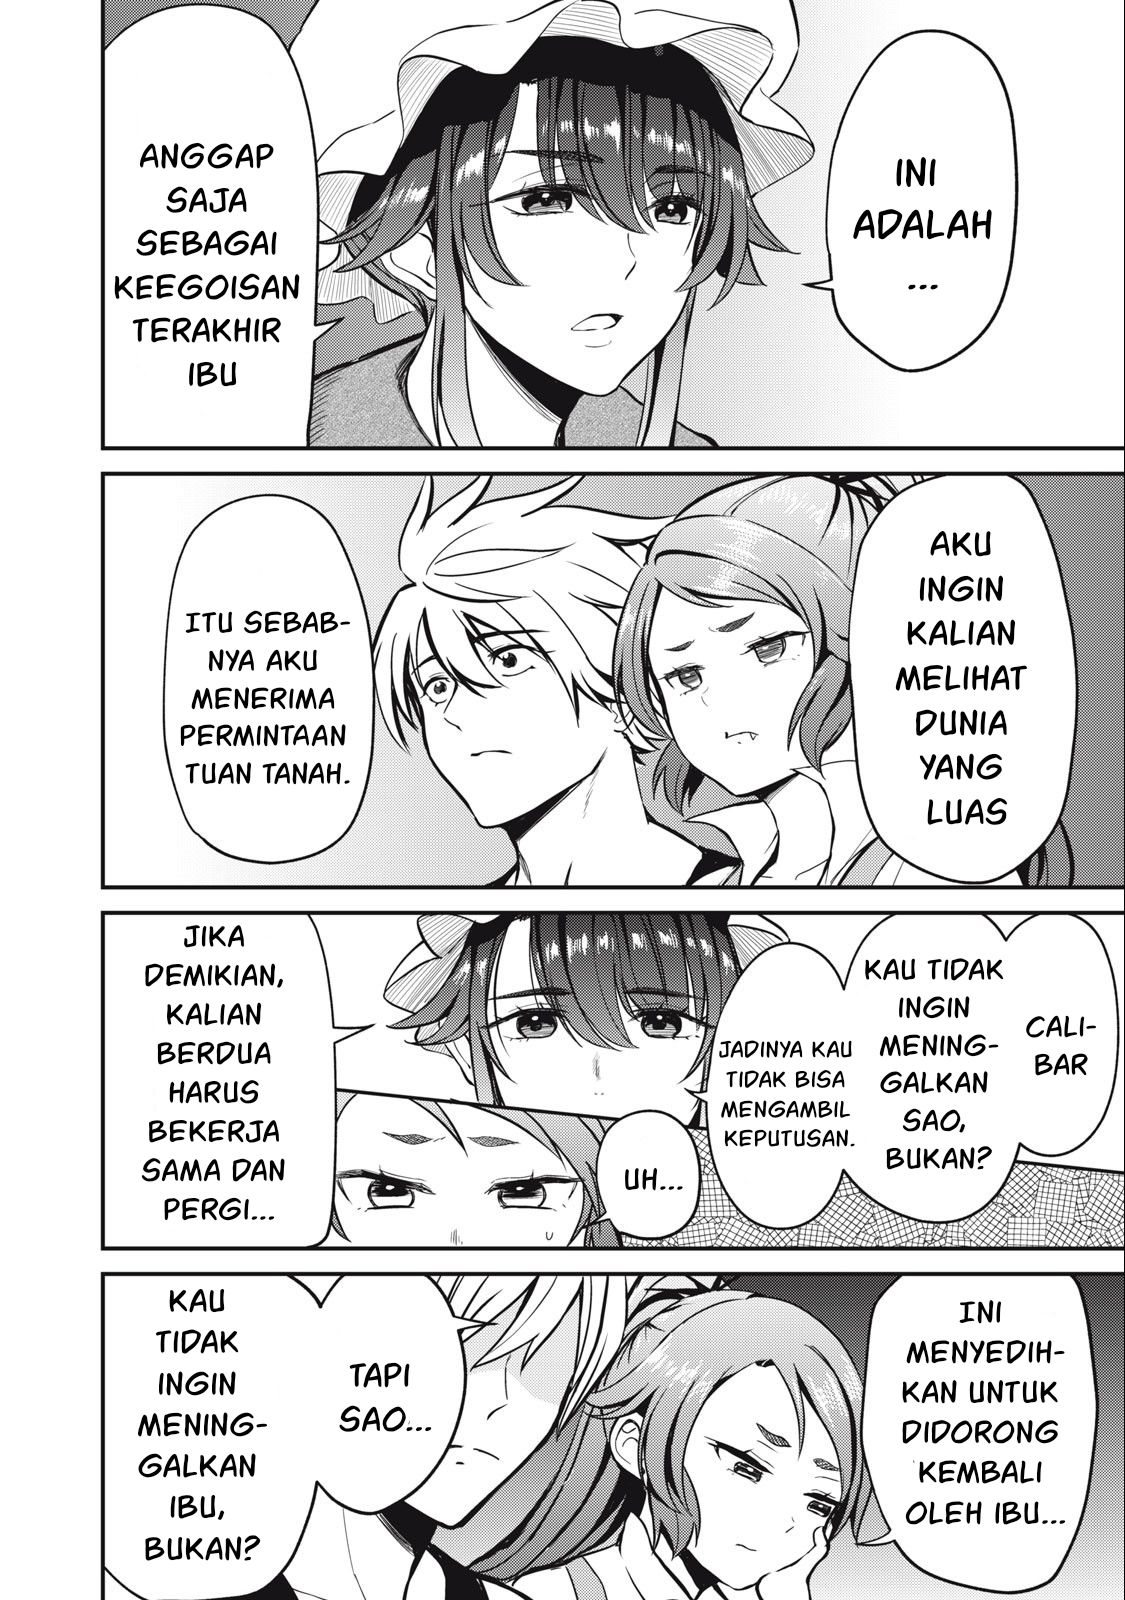 INI
ADALAH
...
ANGGAP
SAJA
SEBAGAI
KEEGOISAN
TERAKHIR
IBU
AKU
INGIN
KALIAN
MELIHAT
DUNIA
YANG
LUAS
ITU SEBAB-
NYA AKU
MENERIMA
PERMINTAAN
TUAN TANAH.
CALI-
BAR
KAU TIDAK
INGIN
MENING-
GALKAN
SAO,
BUKAN?
JADINYA KAU
TIDAK BISA
MENGAMBIL
KEPUTUSAN.
UH...
JIKA
DEMIKIAN,
KALIAN
BERDUA
HARUS
BEKERJA
SAMA DAN
PERGI...
INI
MENYEDIH-
KAN UNTUK
DIDORONG
KEMBALI
OLEH IBU...
TAPI
SAO...
KAU
TIDAK
INGIN
MENING-
GALKAN
IBU,
BUKAN?